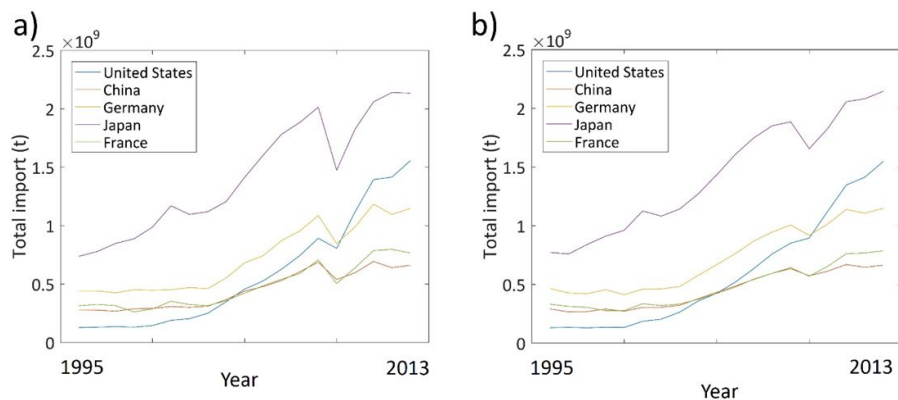 a)
×10⁹
2.5
2
1.5
1
0.5
0
Total import (t)
United States
China
Germany
Japan
France
1995
2013
Year
b)
×10⁹
2.5
2
1.5
1
0.5
0
Total import (t)
United States
China
Germany
Japan
France
1995
2013
Year